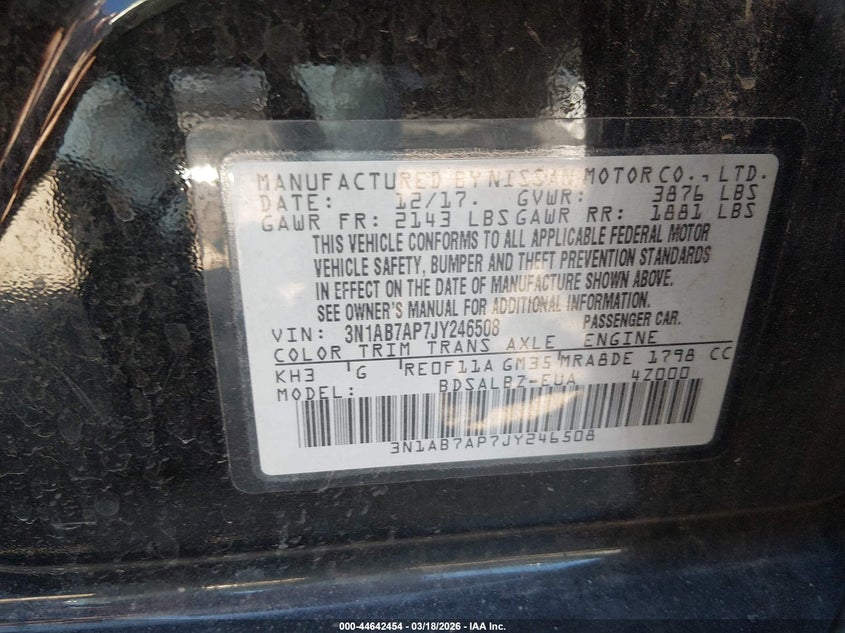 MANUFACTURED BY NISSAN MOTOR CO., LTD.
DATE: 12/17. GVWR: 3876 LBS
GAWR FR: 2143 LBS GAWR RR: 1881 LBS
THIS VEHICLE CONFORMS TO ALL APPLICABLE FEDERAL MOTOR
VEHICLE SAFETY, BUMPER AND THEFT PREVENTION STANDARDS
IN EFFECT ON THE DATE OF MANUFACTURE SHOWN ABOVE.
SEE OWNER'S MANUAL FOR ADDITIONAL INFORMATION.
VIN: 3N1AB7AP7JY246508 PASSENGER CAR.
COLOR TRIM TRANS AXLE ENGINE
KH3 G RE0F11A GM35 MRA8DE 1798 CC
MODEL: BDSALBZ-EUA 4Z000
3N1AB7AP7JY246508
000-44642454 - 03/18/2026 - IAA Inc.